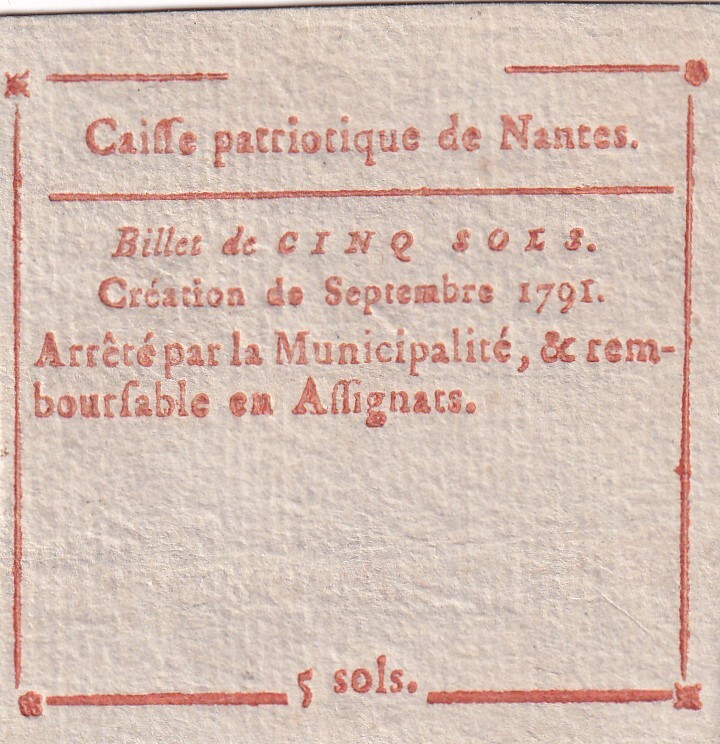 Caiſſe patriotique de Nantes.
Billet de CINQ SOLS.
Création de Septembre 1791.
Arrêté par la Municipalité, & rem-
bourſable en Aſſignats.
5 sols.